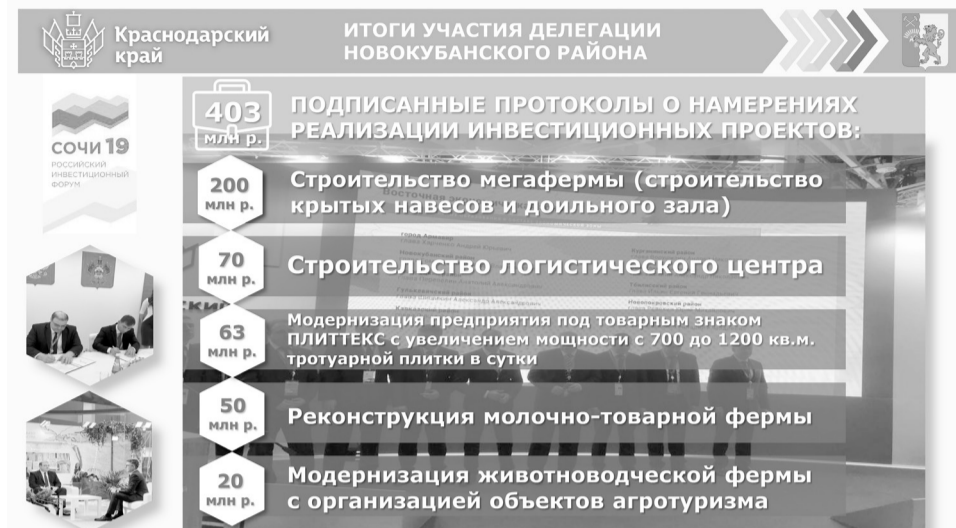 Краснодарский
край
ИТОГИ УЧАСТИЯ ДЕЛЕГАЦИИ
НОВОКУБАНСКОГО РАЙОНА
СОЧИ 19
РОССИЙСКИЙ
ИНВЕСТИЦИОННЫЙ
ФОРУМ
403
млн р.
ПОДПИСАННЫЕ ПРОТОКОЛЫ О НАМЕРЕНИЯХ
РЕАЛИЗАЦИИ ИНВЕСТИЦИОННЫХ ПРОЕКТОВ:
200
млн р.
Строительство мегафермы (строительство
крытых навесов и доильного зала)
70
млн р.
Строительство логистического центра
63
млн р.
Модернизация предприятия под товарным знаком
ПЛИТТЕКС с увеличением мощности с 700 до 1200 кв.м.
тротуарной плитки в сутки
50
млн р.
Реконструкция молочно-товарной фермы
20
млн р.
Модернизация животноводческой фермы
с организацией объектов агротуризма